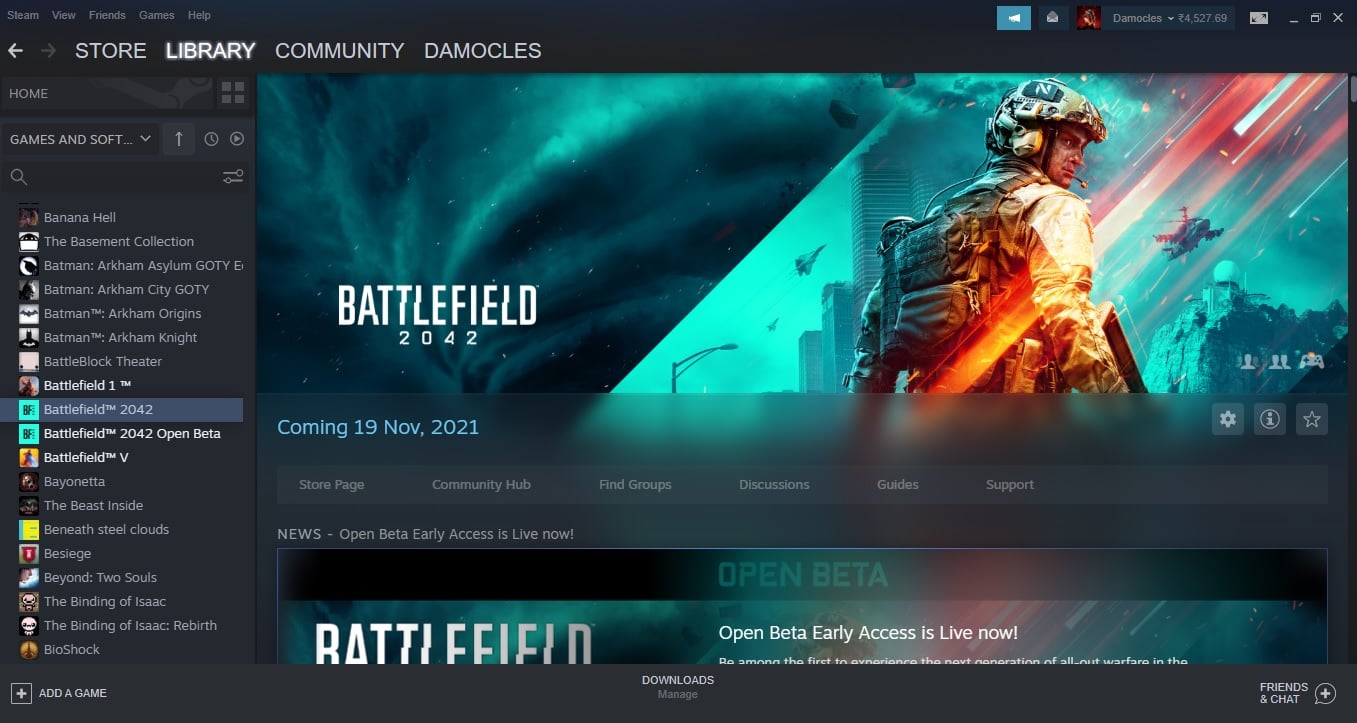 Steam View Friends Games Help
Damocles ₹4,527.69
STORE LIBRARY COMMUNITY DAMOCLES
HOME
GAMES AND SOFT...
Banana Hell
The Basement Collection
Batman: Arkham Asylum GOTY E
Batman: Arkham City GOTY
Batman™: Arkham Origins
Batman™: Arkham Knight
BattleBlock Theater
Battlefield 1 ™
Battlefield™ 2042
Battlefield™ 2042 Open Beta
Battlefield™ V
Bayonetta
The Beast Inside
Beneath steel clouds
Besiege
Beyond: Two Souls
The Binding of Isaac
The Binding of Isaac: Rebirth
BioShock
BATTLEFIELD
2042
Coming 19 Nov, 2021
Store Page Community Hub Find Groups Discussions Guides Support
NEWS - Open Beta Early Access is Live now!
OPEN BETA
BATTLEFIELD
Open Beta Early Access is Live now!
Be among the first to experience the next generation of all-out warfare in the
ADD A GAME
DOWNLOADS
Manage
FRIENDS
& CHAT